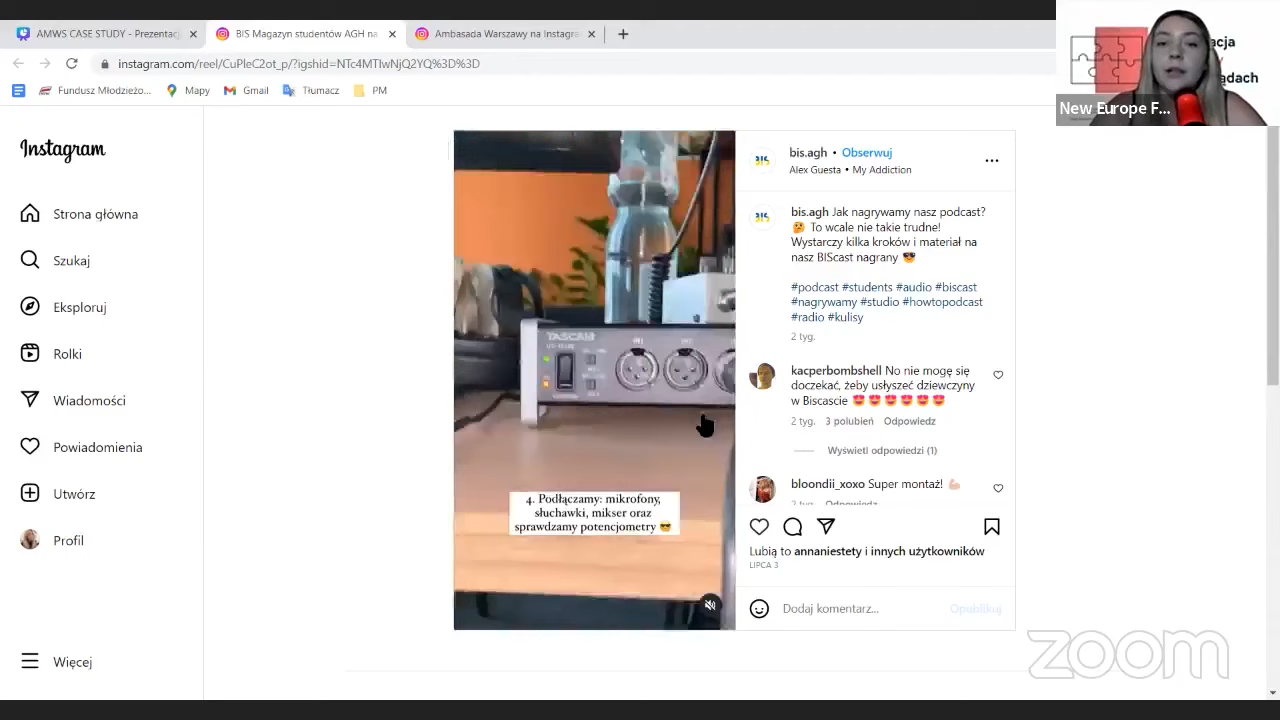 AMWS CASE STUDY - Prezentac
BIS Magazyn studentów AGH na
Ambasada Warszawy na Instagra
instagram.com/reel/CuPleC2ot_p/?igshid=NTc4MTIwNjQ2YQ%3D%3D
Fundusz Młodzieżo...
Mapy
Gmail
Tłumacz
PM
acja
ądach
New Europe F...
Instagram
Strona główna
Szukaj
Eksploruj
Rolki
Wiadomości
Powiadomienia
Utwórz
Profil
Więcej
TASCAM
4. Podłączamy: mikrofony,
słuchawki, mikser oraz
sprawdzamy potencjometry 😎
bis.agh • Obserwuj
Alex Guesta • My Addiction
bis.agh Jak nagrywamy nasz podcast?
🤔 To wcale nie takie trudne!
Wystarczy kilka kroków i materiał na
nasz BIScast nagrany 😎
#podcast #students #audio #biscast
#nagrywamy #studio #howtopodcast
#radio #kulisy
2 tyg.
kacperbombshell No nie mogę się
doczekać, żeby usłyszeć dziewczyny
w Biscascie 😍😍😍😍😍😍
2 tyg. 3 polubień Odpowiedz
Wyświetl odpowiedzi (1)
bloondii_xoxo Super montaż! 💪🏻
2 tyg. Odpowiedz
Lubią to annaniestety i innych użytkowników
LIPCA 3
Dodaj komentarz...
Opublikuj
zoom